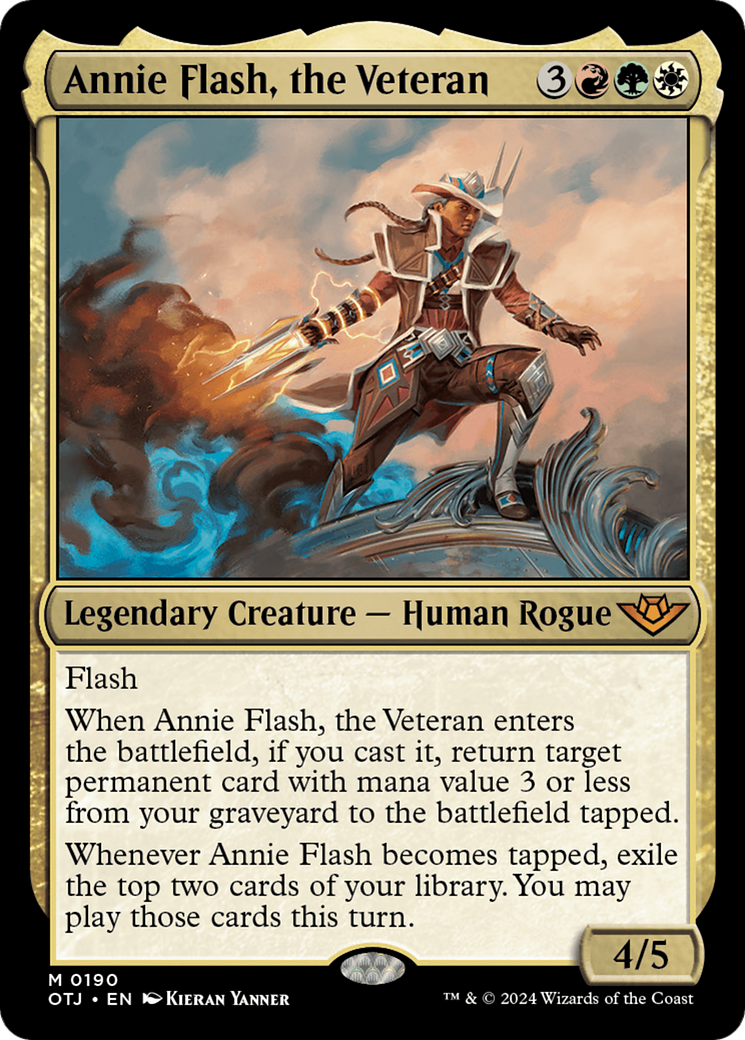 Annie Flash, the Veteran 3
Legendary Creature — Human Rogue
Flash
When Annie Flash, the Veteran enters
the battlefield, if you cast it, return target
permanent card with mana value 3 or less
from your graveyard to the battlefield tapped.
Whenever Annie Flash becomes tapped, exile
the top two cards of your library. You may
play those cards this turn.
4/5
M 0190
OTJ • EN Kieran Yanner
™ & © 2024 Wizards of the Coast